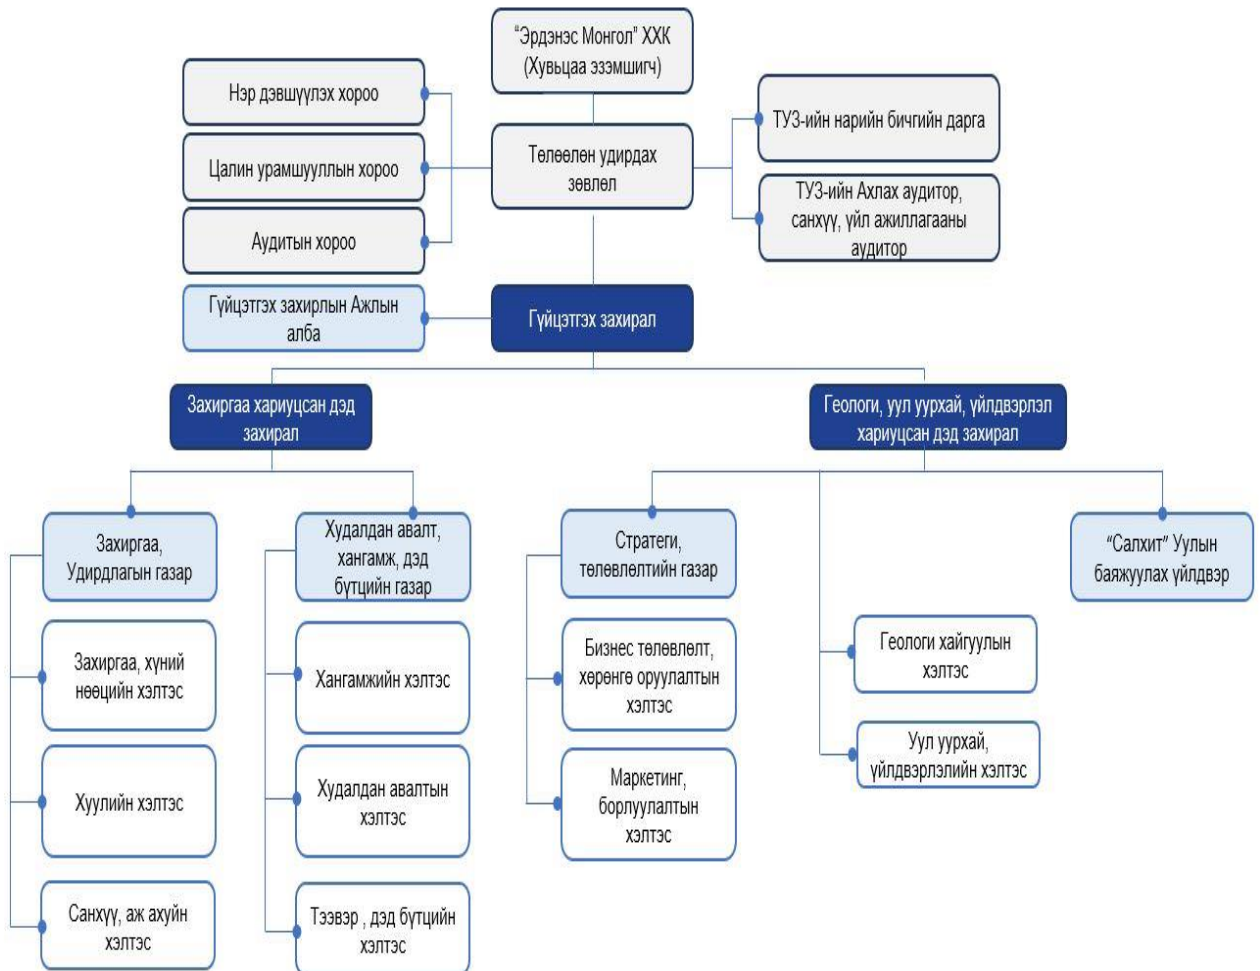 “Эрдэнэс Монгол” ХХК
(Хувьцаа эзэмшигч)
Нэр дэвшүүлэх хороо
ТУЗ-ийн нарийн бичгийн дарга
Төлөөлөн удирдах
зөвлөл
Цалин урамшууллын хороо
ТУЗ-ийн Ахлах аудитор,
санхүү, үйл ажиллагааны
аудитор
Аудитын хороо
Гүйцэтгэх захирлын Ажлын
алба
Гүйцэтгэх захирал
Захиргаа хариуцсан дэд
захирал
Геологи, уул уурхай, үйлдвэрлэл
хариуцсан дэд захирал
Захиргаа,
Удирдлагын газар
Худалдан авалт,
хангамж, дэд
бүтцийн газар
Стратеги,
төлөвлөлтийн газар
“Салхит” Уулын
баяжуулах үйлдвэр
Захиргаа, хүний
нөөцийн хэлтэс
Хангамжийн хэлтэс
Бизнес төлөвлөлт,
хөрөнгө оруулалтын
хэлтэс
Геологи хайгуулын
хэлтэс
Хуулийн хэлтэс
Худалдан авалтын
хэлтэс
Маркетинг,
борлуулалтын
хэлтэс
Уул уурхай,
үйлдвэрлэлийн хэлтэс
Санхүү, аж ахуйн
хэлтэс
Тээвэр , дэд бүтцийн
хэлтэс